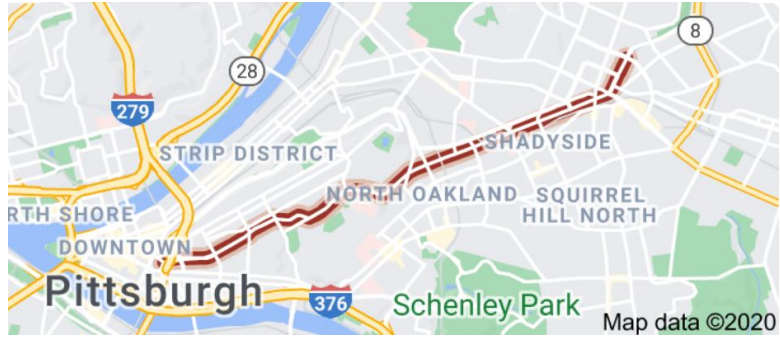 8
28
279
STRIP DISTRICT
SHADYSIDE
NORTH OAKLAND
SQUIRREL
HILL NORTH
RTH SHORE
DOWNTOWN
Pittsburgh
376
Schenley Park
Map data ©2020